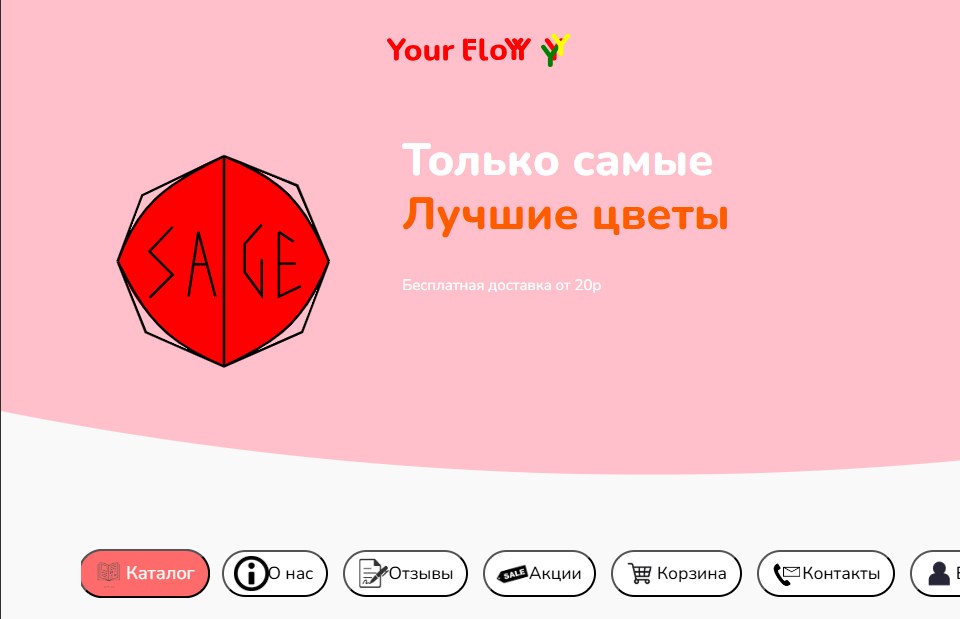 Your FloW
Только самые
Лучшие цветы
SAGE
Бесплатная доставка от 20р
Каталог
О нас
Отзывы
SALE
Акции
Корзина
Контакты